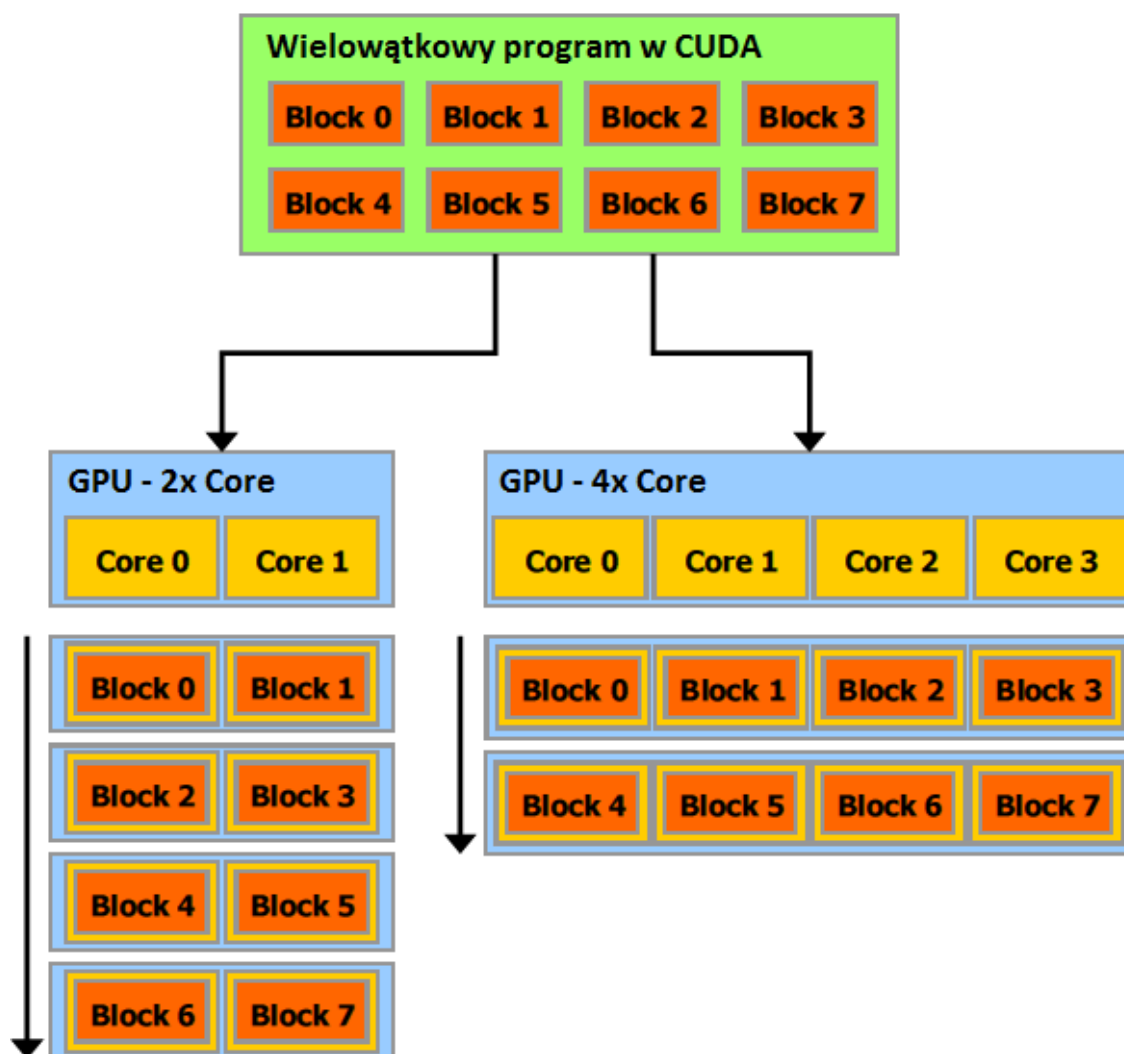 Wielowątkowy program w CUDA
Block 0 Block 1 Block 2 Block 3
Block 4 Block 5 Block 6 Block 7
GPU - 2x Core
Core 0 Core 1
Block 0 Block 1
Block 2 Block 3
Block 4 Block 5
Block 6 Block 7
GPU - 4x Core
Core 0 Core 1 Core 2 Core 3
Block 0 Block 1 Block 2 Block 3
Block 4 Block 5 Block 6 Block 7